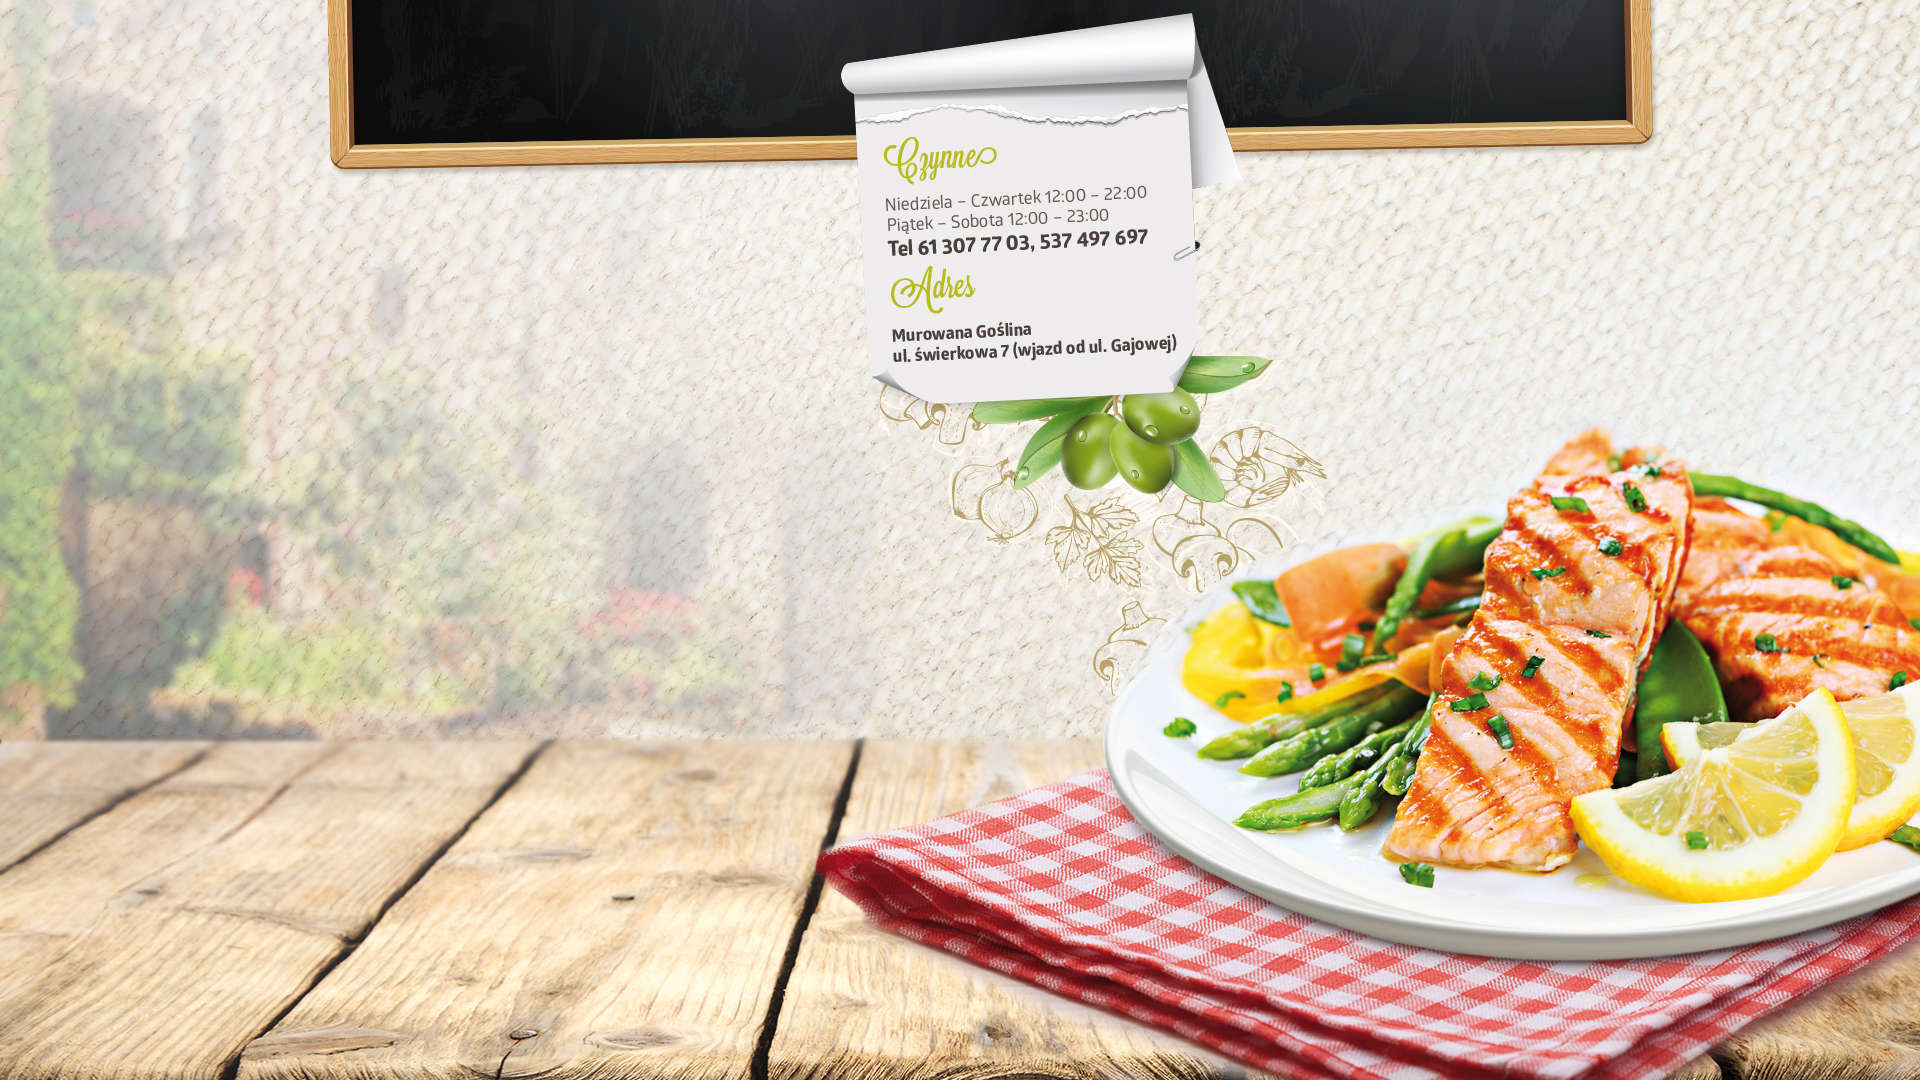 Czynne
Niedziela – Czwartek 12:00 – 22:00
Piątek – Sobota 12:00 – 23:00
Tel 61 307 77 03, 537 497 697
Adres
Murowana Goślina
ul. świerkowa 7 (wjazd od ul. Gajowej)